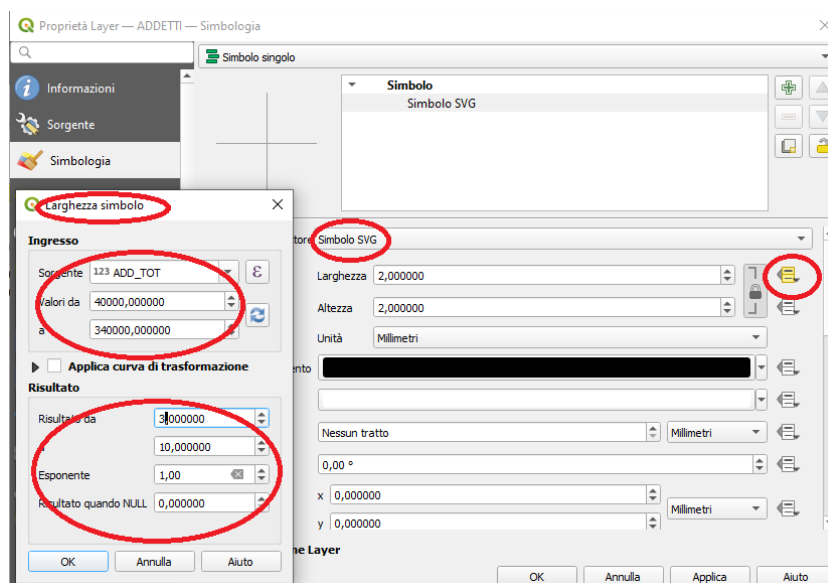 Proprietà Layer — ADDETTI — Simbologia
Simbolo singolo
Informazioni
Sorgente
Simbologia
Simbolo
Simbolo SVG
Larghezza simbolo
Ingresso
Sorgente 123 ADD_TOT ε
Valori da 40000,000000
a 340000,000000
Applica curva di trasformazione
Risultato
Risultato da 3,000000
10,000000
Esponente 1,00
Risultato quando NULL 0,000000
OK Annulla Aiuto
Simbolo SVG
Larghezza 2,000000
Altezza 2,000000
Unità Millimetri
Nessun tratto Millimetri
0,00 °
x 0,000000
Millimetri
y 0,000000
Layer
OK Annulla Applica Aiuto